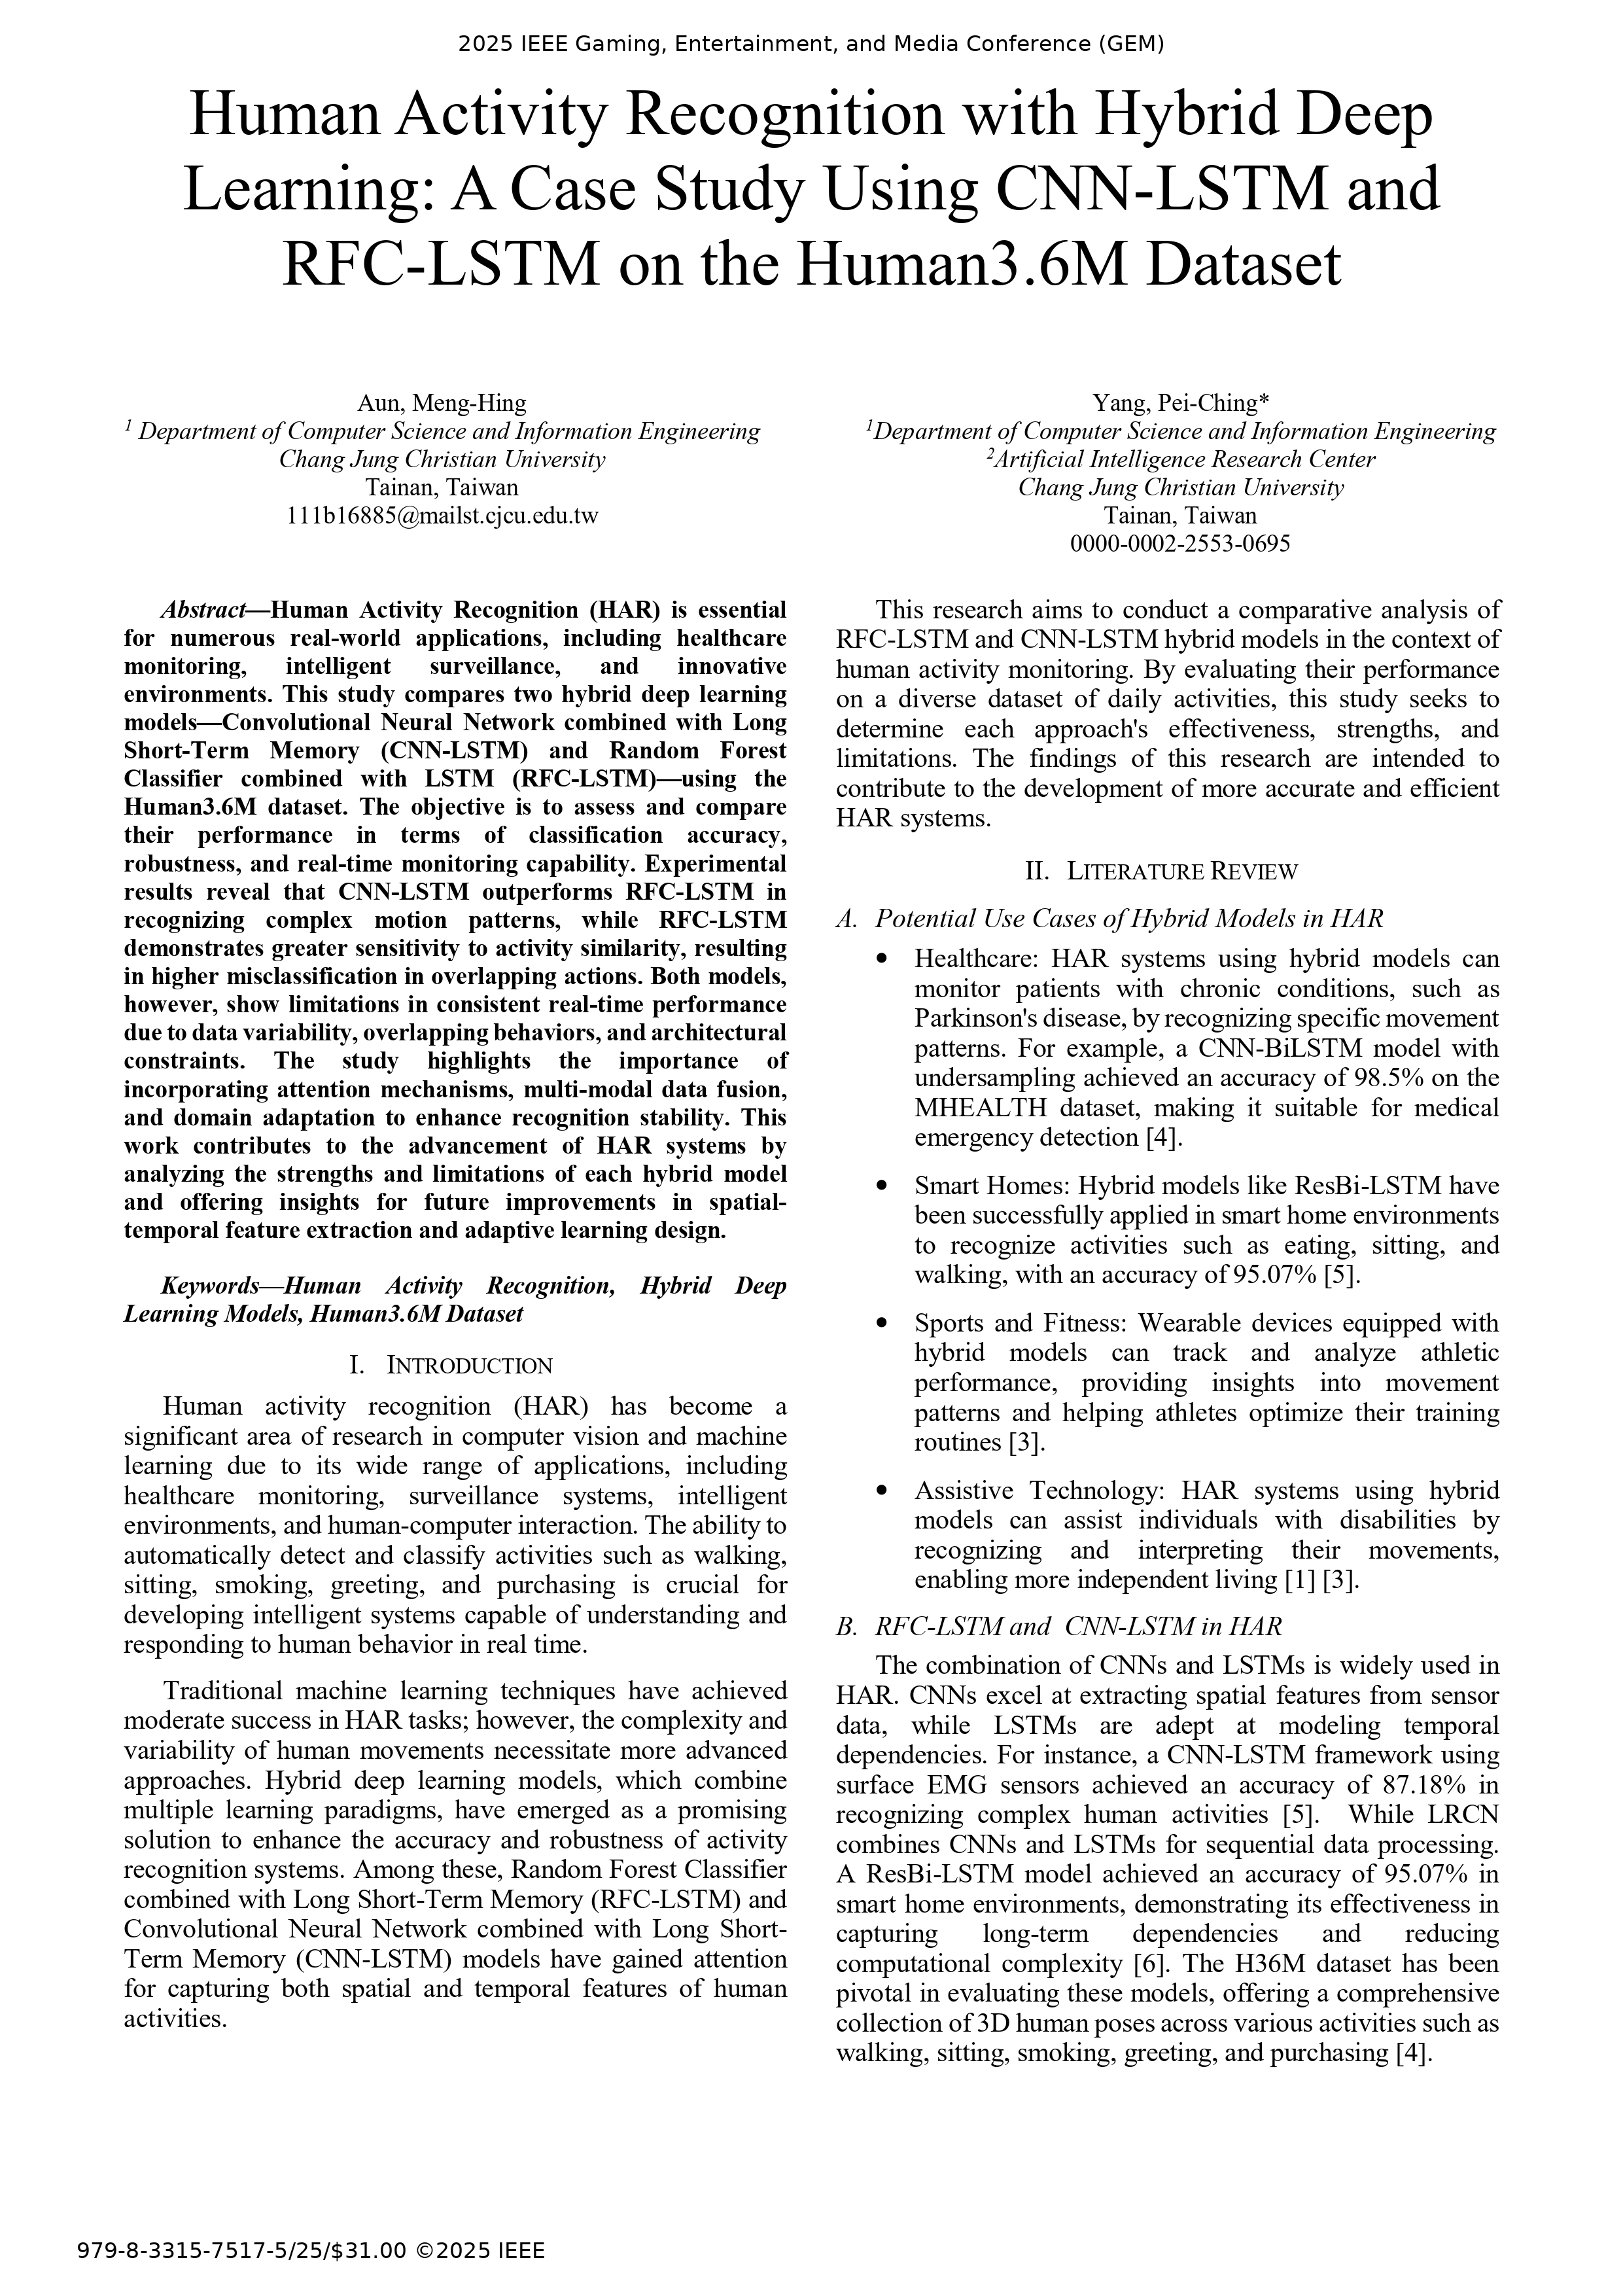 2025 IEEE Gaming, Entertainment, and Media Conference (GEM)
Human Activity Recognition with Hybrid Deep
Learning: A Case Study Using CNN-LSTM and
RFC-LSTM on the Human3.6M Dataset
Aun, Meng-Hing
1 Department of Computer Science and Information Engineering
Chang Jung Christian University
Tainan, Taiwan
111b16885@mailst.cjcu.edu.tw
Yang, Pei-Ching*
1Department of Computer Science and Information Engineering
2Artificial Intelligence Research Center
Chang Jung Christian University
Tainan, Taiwan
0000-0002-2553-0695
Abstract—Human Activity Recognition (HAR) is essential
for numerous real-world applications, including healthcare
monitoring, intelligent surveillance, and innovative
environments. This study compares two hybrid deep learning
models—Convolutional Neural Network combined with Long
Short-Term Memory (CNN-LSTM) and Random Forest
Classifier combined with LSTM (RFC-LSTM)—using the
Human3.6M dataset. The objective is to assess and compare
their performance in terms of classification accuracy,
robustness, and real-time monitoring capability. Experimental
results reveal that CNN-LSTM outperforms RFC-LSTM in
recognizing complex motion patterns, while RFC-LSTM
demonstrates greater sensitivity to activity similarity, resulting
in higher misclassification in overlapping actions. Both models,
however, show limitations in consistent real-time performance
due to data variability, overlapping behaviors, and architectural
constraints. The study highlights the importance of
incorporating attention mechanisms, multi-modal data fusion,
and domain adaptation to enhance recognition stability. This
work contributes to the advancement of HAR systems by
analyzing the strengths and limitations of each hybrid model
and offering insights for future improvements in spatial-
temporal feature extraction and adaptive learning design.
Keywords—Human Activity Recognition, Hybrid Deep
Learning Models, Human3.6M Dataset
I. INTRODUCTION
Human activity recognition (HAR) has become a
significant area of research in computer vision and machine
learning due to its wide range of applications, including
healthcare monitoring, surveillance systems, intelligent
environments, and human-computer interaction. The ability to
automatically detect and classify activities such as walking,
sitting, smoking, greeting, and purchasing is crucial for
developing intelligent systems capable of understanding and
responding to human behavior in real time.
Traditional machine learning techniques have achieved
moderate success in HAR tasks; however, the complexity and
variability of human movements necessitate more advanced
approaches. Hybrid deep learning models, which combine
multiple learning paradigms, have emerged as a promising
solution to enhance the accuracy and robustness of activity
recognition systems. Among these, Random Forest Classifier
combined with Long Short-Term Memory (RFC-LSTM) and
Convolutional Neural Network combined with Long Short-
Term Memory (CNN-LSTM) models have gained attention
for capturing both spatial and temporal features of human
activities.
This research aims to conduct a comparative analysis of
RFC-LSTM and CNN-LSTM hybrid models in the context of
human activity monitoring. By evaluating their performance
on a diverse dataset of daily activities, this study seeks to
determine each approach's effectiveness, strengths, and
limitations. The findings of this research are intended to
contribute to the development of more accurate and efficient
HAR systems.
II. LITERATURE REVIEW
A. Potential Use Cases of Hybrid Models in HAR
• Healthcare: HAR systems using hybrid models can
monitor patients with chronic conditions, such as
Parkinson's disease, by recognizing specific movement
patterns. For example, a CNN-BiLSTM model with
undersampling achieved an accuracy of 98.5% on the
MHEALTH dataset, making it suitable for medical
emergency detection [4].
• Smart Homes: Hybrid models like ResBi-LSTM have
been successfully applied in smart home environments
to recognize activities such as eating, sitting, and
walking, with an accuracy of 95.07% [5].
• Sports and Fitness: Wearable devices equipped with
hybrid models can track and analyze athletic
performance, providing insights into movement
patterns and helping athletes optimize their training
routines [3].
• Assistive Technology: HAR systems using hybrid
models can assist individuals with disabilities by
recognizing and interpreting their movements,
enabling more independent living [1] [3].
B. RFC-LSTM and CNN-LSTM in HAR
The combination of CNNs and LSTMs is widely used in
HAR. CNNs excel at extracting spatial features from sensor
data, while LSTMs are adept at modeling temporal
dependencies. For instance, a CNN-LSTM framework using
surface EMG sensors achieved an accuracy of 87.18% in
recognizing complex human activities [5]. While LRCN
combines CNNs and LSTMs for sequential data processing.
A ResBi-LSTM model achieved an accuracy of 95.07% in
smart home environments, demonstrating its effectiveness in
capturing long-term dependencies and reducing
computational complexity [6]. The H36M dataset has been
pivotal in evaluating these models, offering a comprehensive
collection of 3D human poses across various activities such as
walking, sitting, smoking, greeting, and purchasing [4].
979-8-3315-7517-5/25/$31.00 ©2025 IEEE